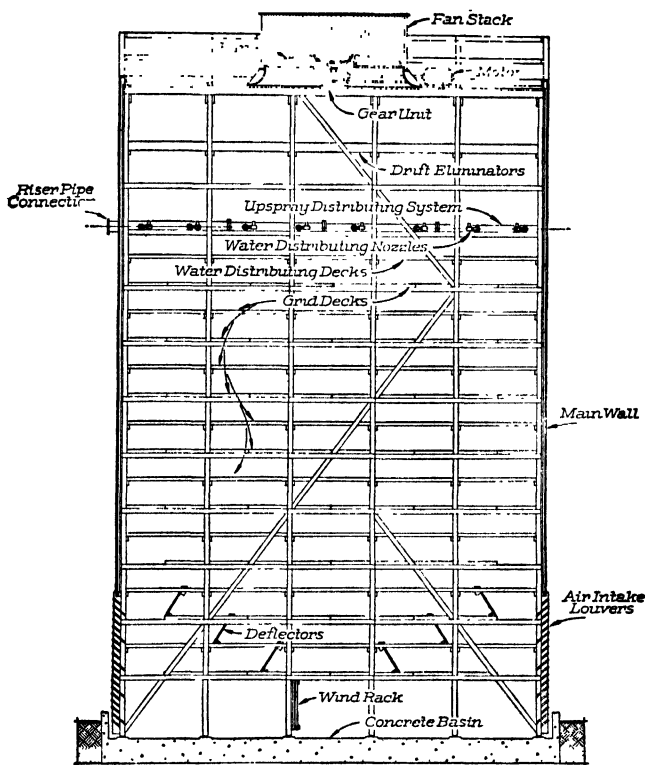 Fan Stack
Motor
Gear Unit
Drift Eliminators
Riser Pipe
Connection
Upspray Distributing System
Water Distributing Nozzles
Water Distributing Decks
Grid Decks
Main Wall
Air Intake
Louvers
Deflectors
Wind Rack
Concrete Basin